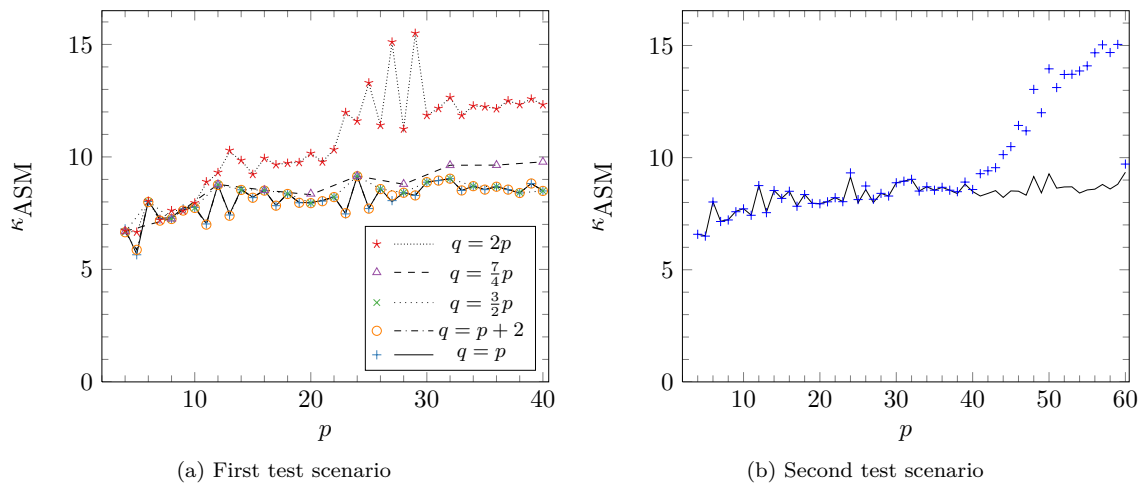 15
10
5
0
10
20
30
40
p
κASM
q = 2p
q = 7/4 p
q = 3/2 p
q = p + 2
q = p
(a) First test scenario
15
10
5
0
10
20
30
40
50
60
p
κASM
(b) Second test scenario